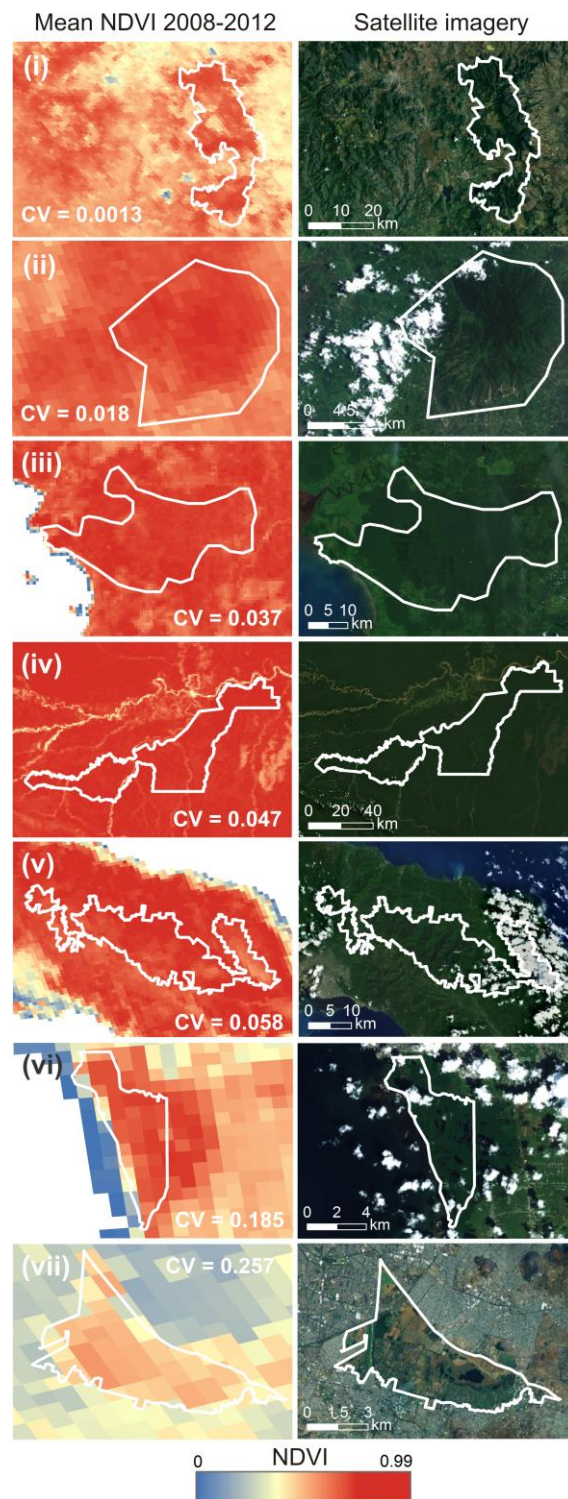 Mean NDVI 2008-2012 Satellite imagery
(i)
CV = 0.0013
0 10 20
km
(ii)
CV = 0.018
0 4.5 9
km
(iii)
CV = 0.037
0 5 10
km
(iv)
CV = 0.047
0 20 40
km
(v)
CV = 0.058
0 5 10
km
(vi)
CV = 0.185
0 2 4
km
(vii)
CV = 0.257
0 1.5 3
km
0 NDVI 0.99